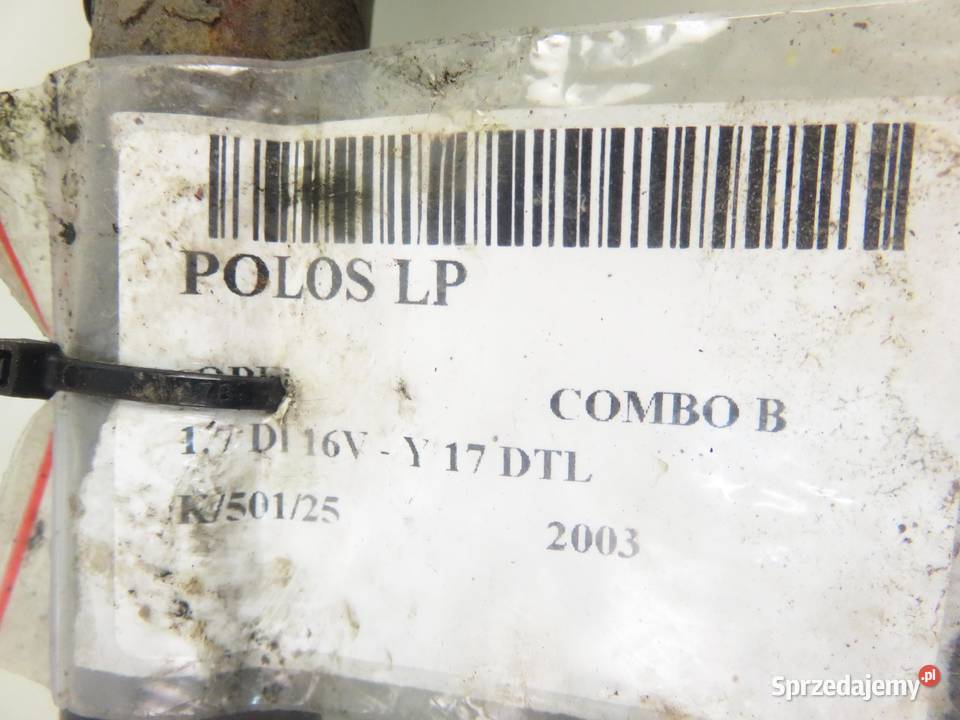 POLOS LP
COMBO B
1.7 DI 16V - Y 17 DTL
K/501/25
2003
Sprzedajemy.pl